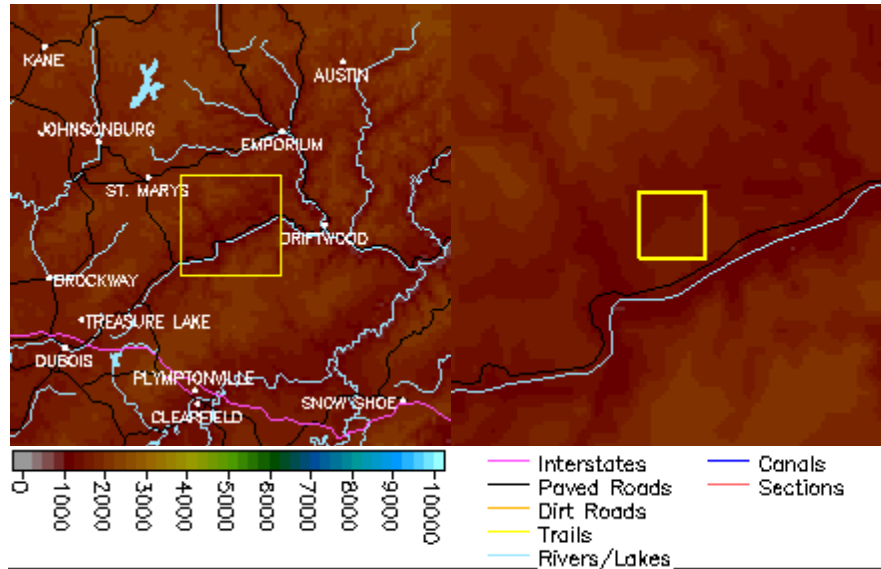 KANE
AUSTIN
JOHNSONBURG
EMPORIUM
ST. MARYS
DRIFTWOOD
BROCKWAY
TREASURE LAKE
DUBOIS
PLYMPTONVILLE
SNOW SHOE
CLEARFIELD
0
1000
2000
3000
4000
5000
6000
7000
8000
9000
10000
Interstates
Paved Roads
Dirt Roads
Trails
Rivers/Lakes
Canals
Sections